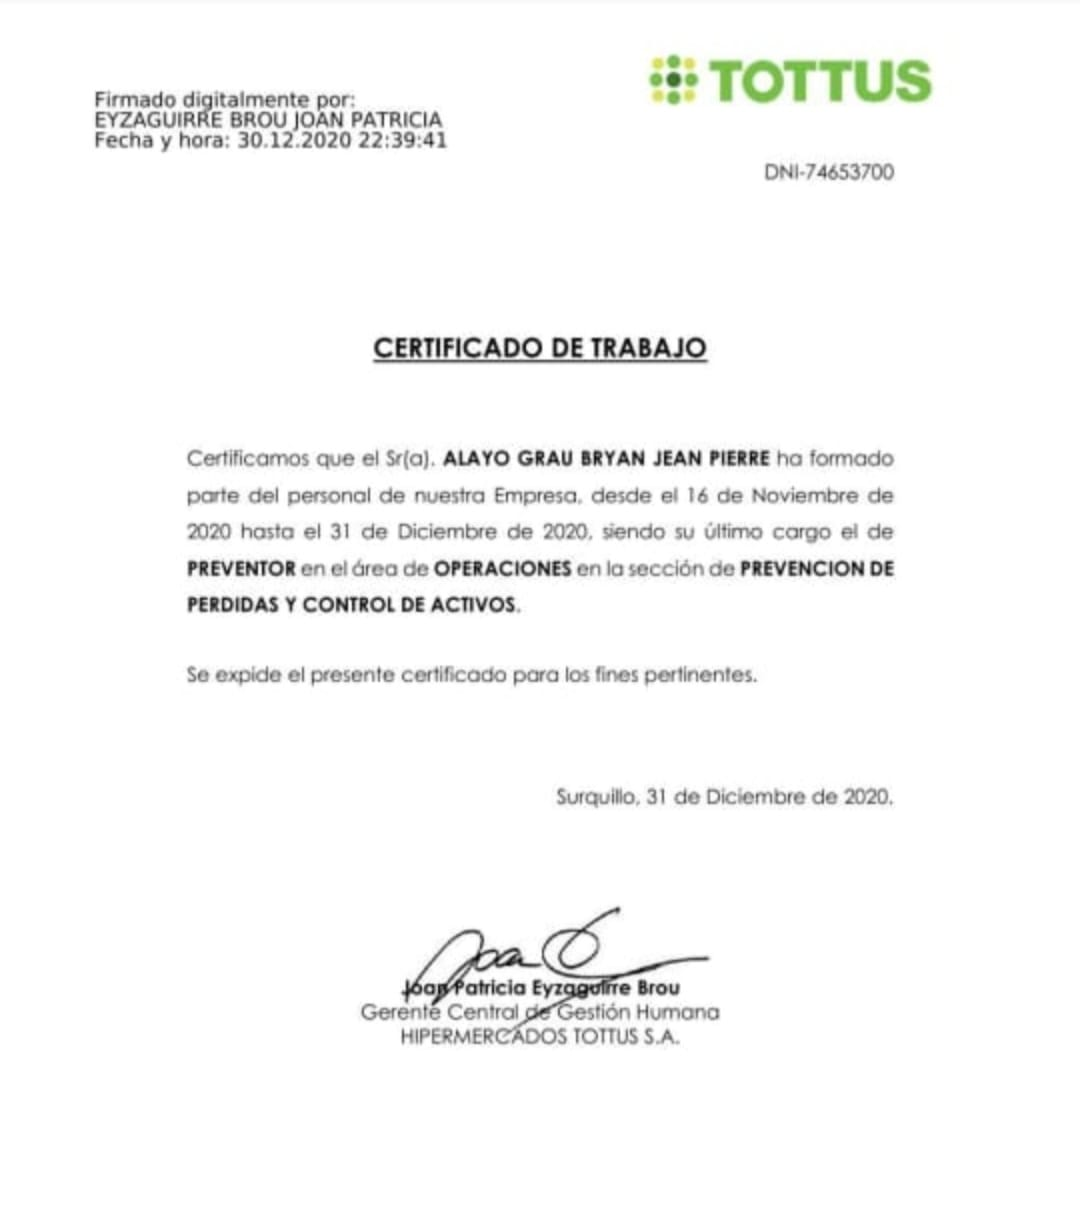 Firmado digitalmente por:
EYZAGUIRRE BROU JOAN PATRICIA
Fecha y hora: 30.12.2020 22:39:41
TOTTUS
DNI-74653700
CERTIFICADO DE TRABAJO
Certificamos que el Sr(a). ALAYO GRAU BRYAN JEAN PIERRE ha formado
parte del personal de nuestra Empresa, desde el 16 de Noviembre de
2020 hasta el 31 de Diciembre de 2020, siendo su último cargo el de
PREVENTOR en el área de OPERACIONES en la sección de PREVENCION DE
PERDIDAS Y CONTROL DE ACTIVOS.
Se expide el presente certificado para los fines pertinentes.
Surquillo, 31 de Diciembre de 2020.
Joan Patricia Eyzaguirre Brou
Gerente Central de Gestión Humana
HIPERMERCADOS TOTTUS S.A.